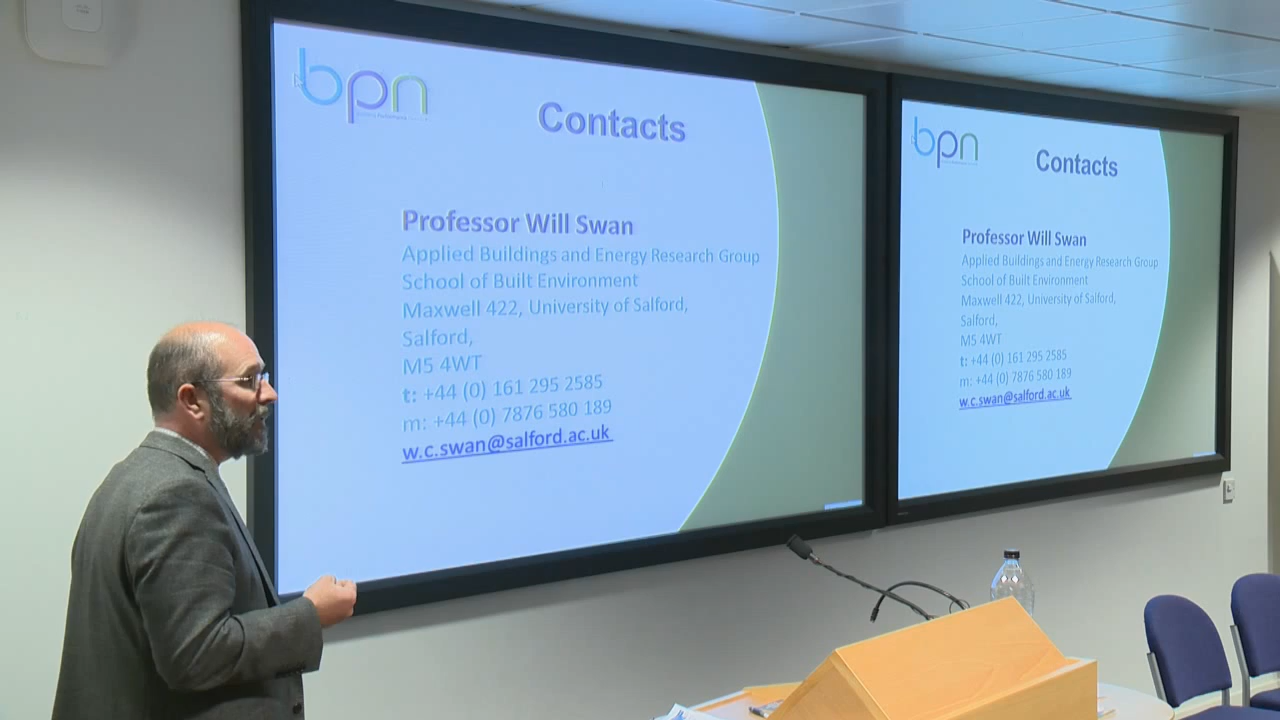 bpn
Contacts
Professor Will Swan
Applied Buildings and Energy Research Group
School of Built Environment
Maxwell 422, University of Salford,
Salford,
M5 4WT
t: +44 (0) 161 295 2585
m: +44 (0) 7876 580 189
w.c.swan@salford.ac.uk
bpn
Contacts
Professor Will Swan
Applied Buildings and Energy Research Group
School of Built Environment
Maxwell 422, University of Salford,
Salford,
M5 4WT
t: +44 (0) 161 295 2585
m: +44 (0) 7876 580 189
w.c.swan@salford.ac.uk